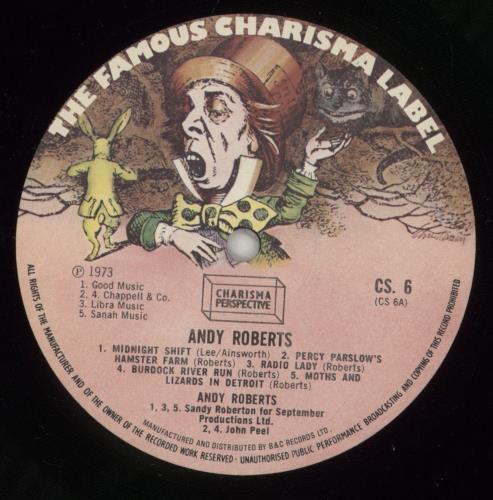 THE FAMOUS CHARISMA LABEL
℗ 1973
1. Good Music
2, 4. Chappell & Co.
3. Libra Music
5. Sanah Music
CHARISMA
PERSPECTIVE
CS. 6
(CS 6A)
ANDY ROBERTS
1. MIDNIGHT SHIFT (Lee/Ainsworth) 2. PERCY PARSLOW'S
HAMSTER FARM (Roberts) 3. RADIO LADY (Roberts)
4. BURDOCK RIVER RUN (Roberts) 5. MOTHS AND
LIZARDS IN DETROIT (Roberts)
ANDY ROBERTS
1, 3, 5. Sandy Roberton for September
Productions Ltd.
2, 4. John Peel
MANUFACTURED AND DISTRIBUTED BY B&C RECORDS LTD.
ALL RIGHTS OF THE MANUFACTURER AND OF THE OWNER OF THE RECORDED WORK RESERVED · UNAUTHORISED PUBLIC PERFORMANCE BROADCASTING AND COPYING OF THIS RECORD PROHIBITED